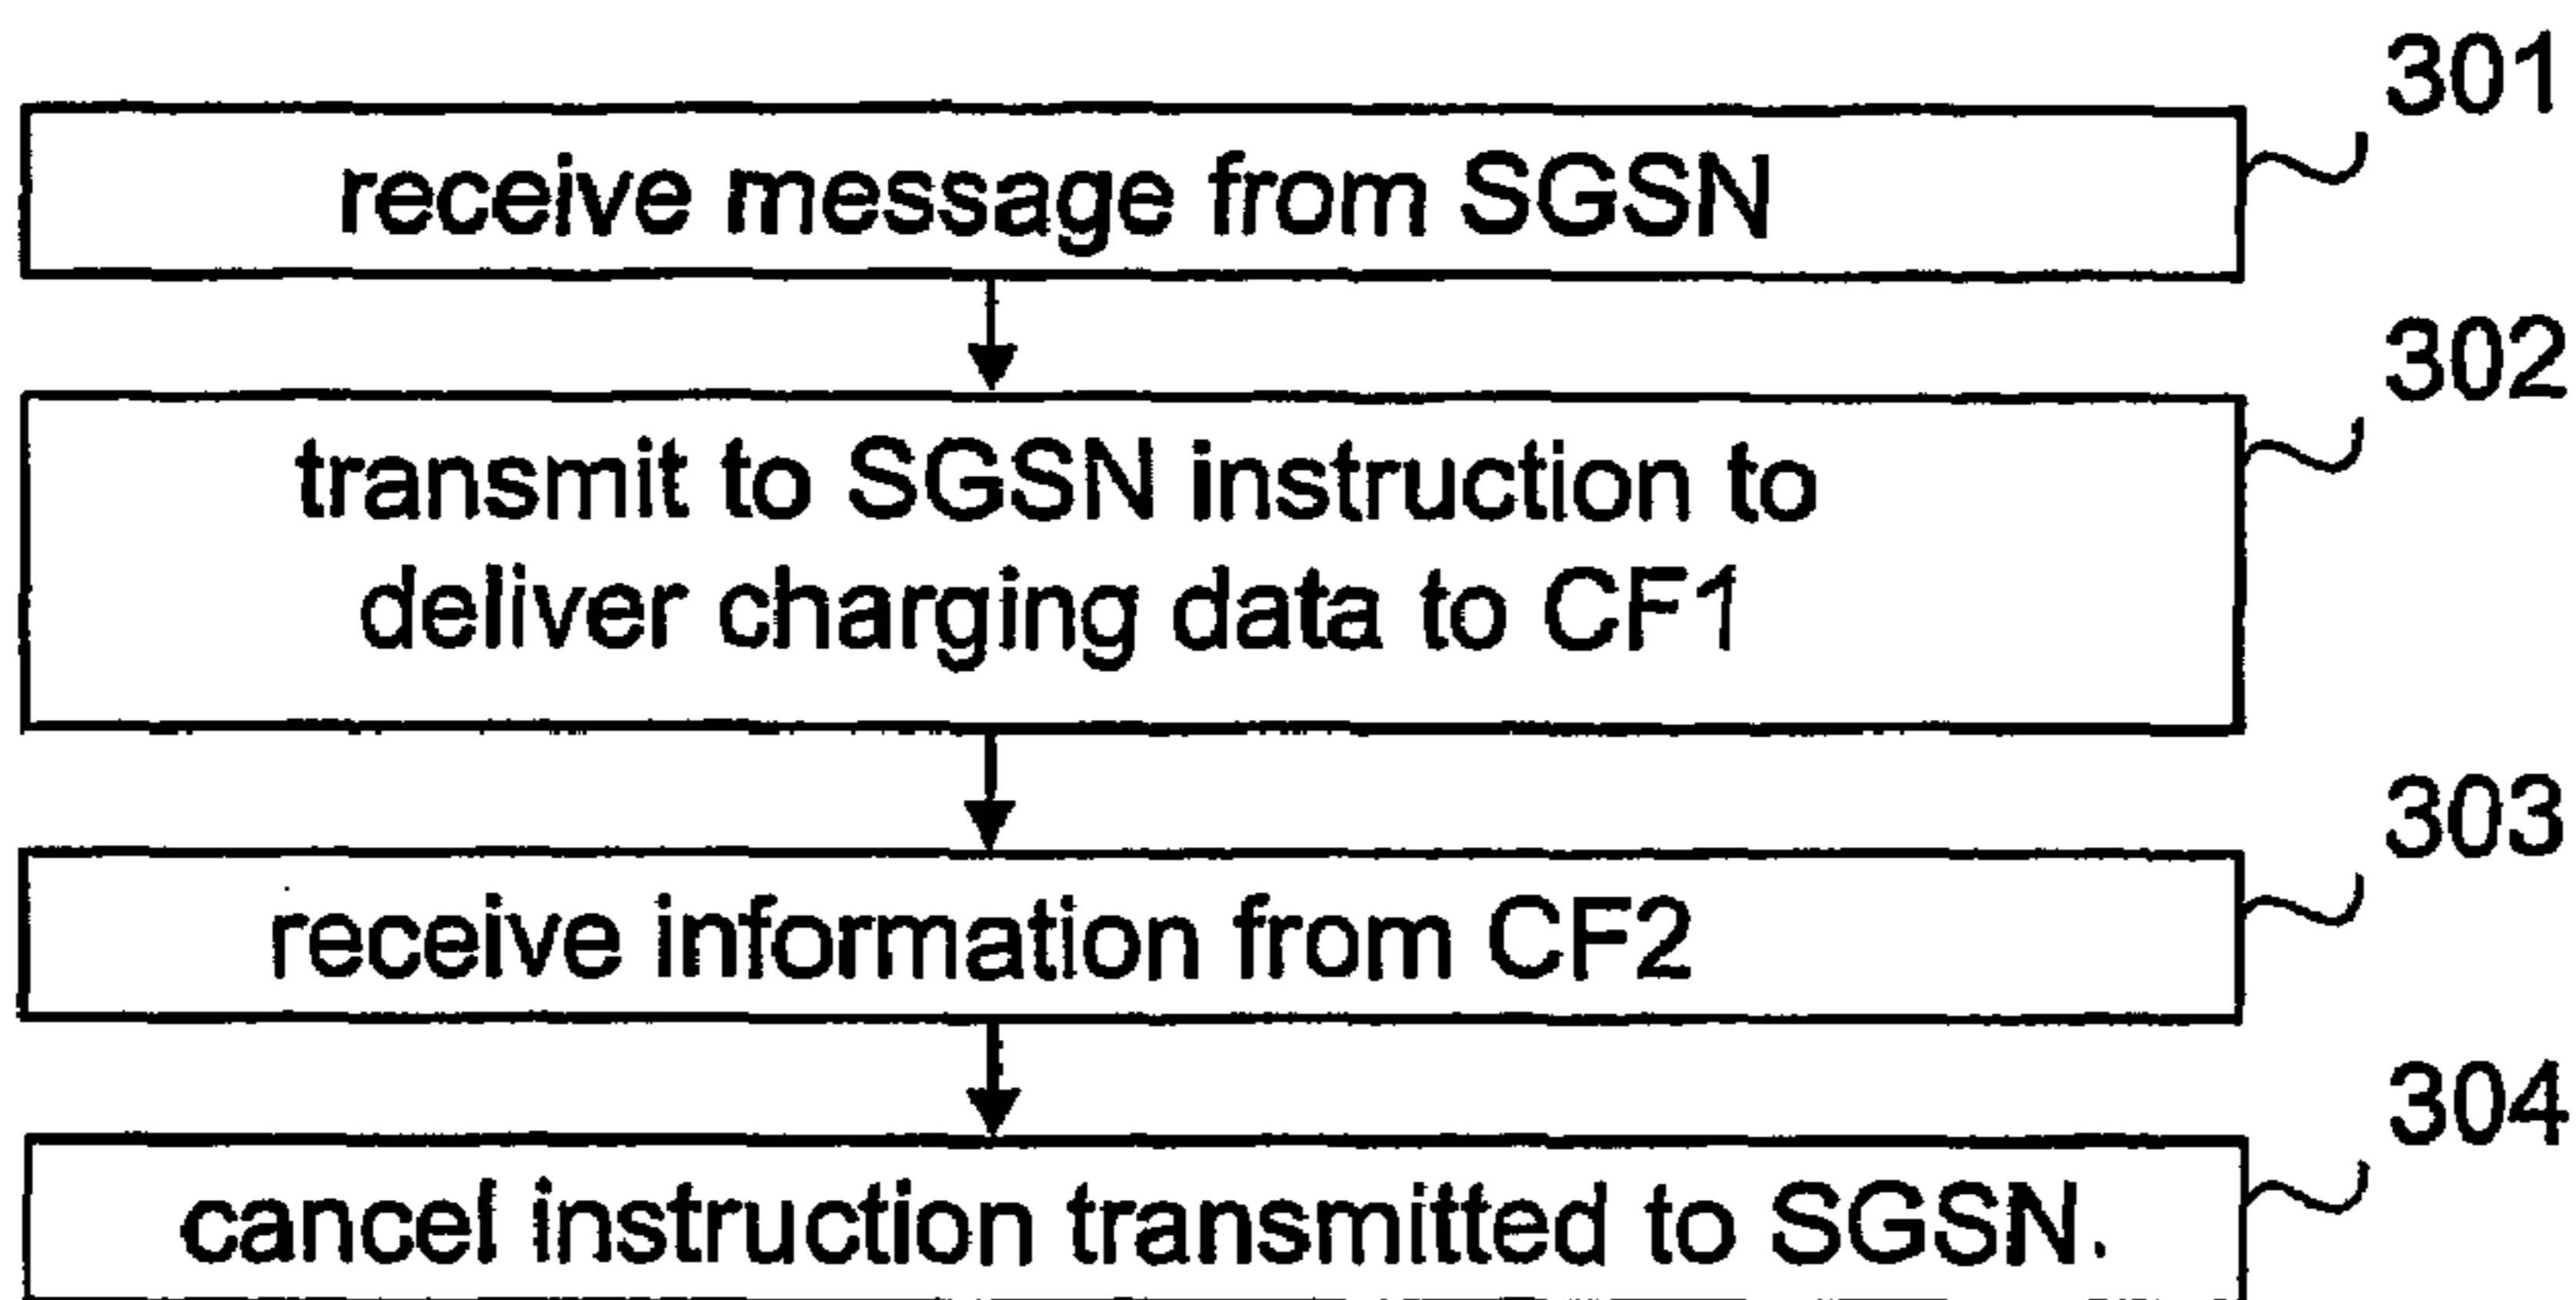 301
receive message from SGSN
302
transmit to SGSN instruction to
deliver charging data to CF1
303
receive information from CF2
304
cancel instruction transmitted to SGSN.